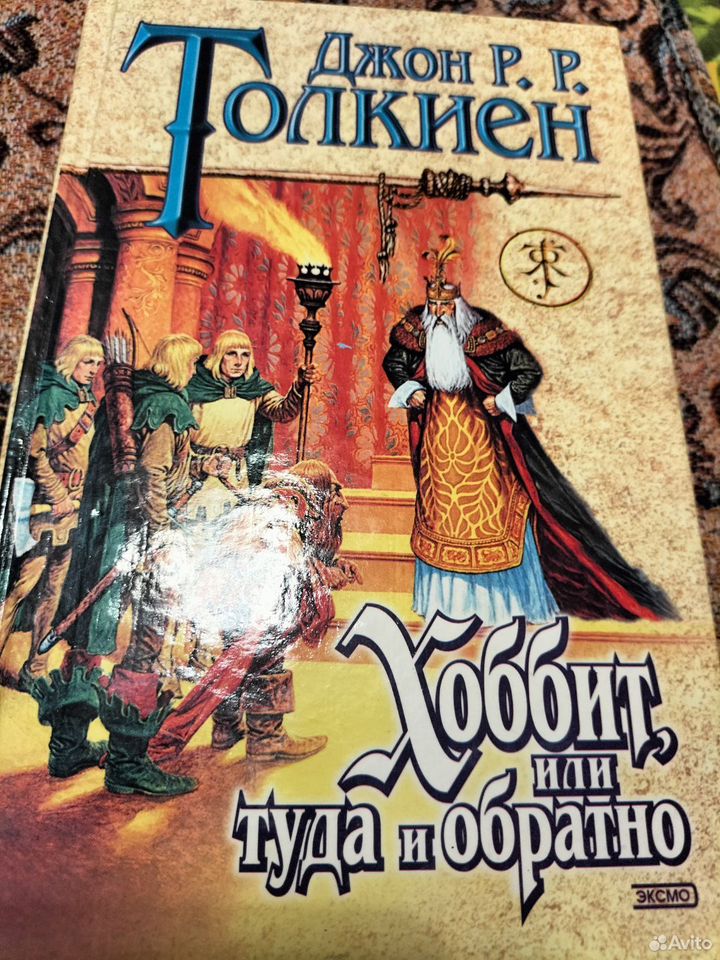 Джон Р. Р.
Толкиен
Хоббит,
или
туда и обратно
ЭКСМО
Avito